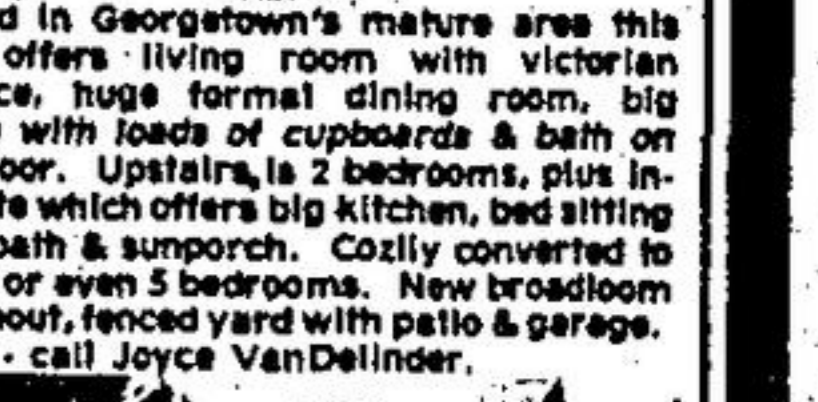 d in Georgetown's mature area this
offers living room with victorian
ce, huge formal dining room, big
with loads of cupboards & bath on
oor. Upstairs, is 2 bedrooms, plus in-
te which offers big kitchen, bed sitting
bath & sunporch. Cozily converted to
or even 5 bedrooms. New broadloom
hout, fenced yard with patio & garage.
. call Joyce VanDelinder.